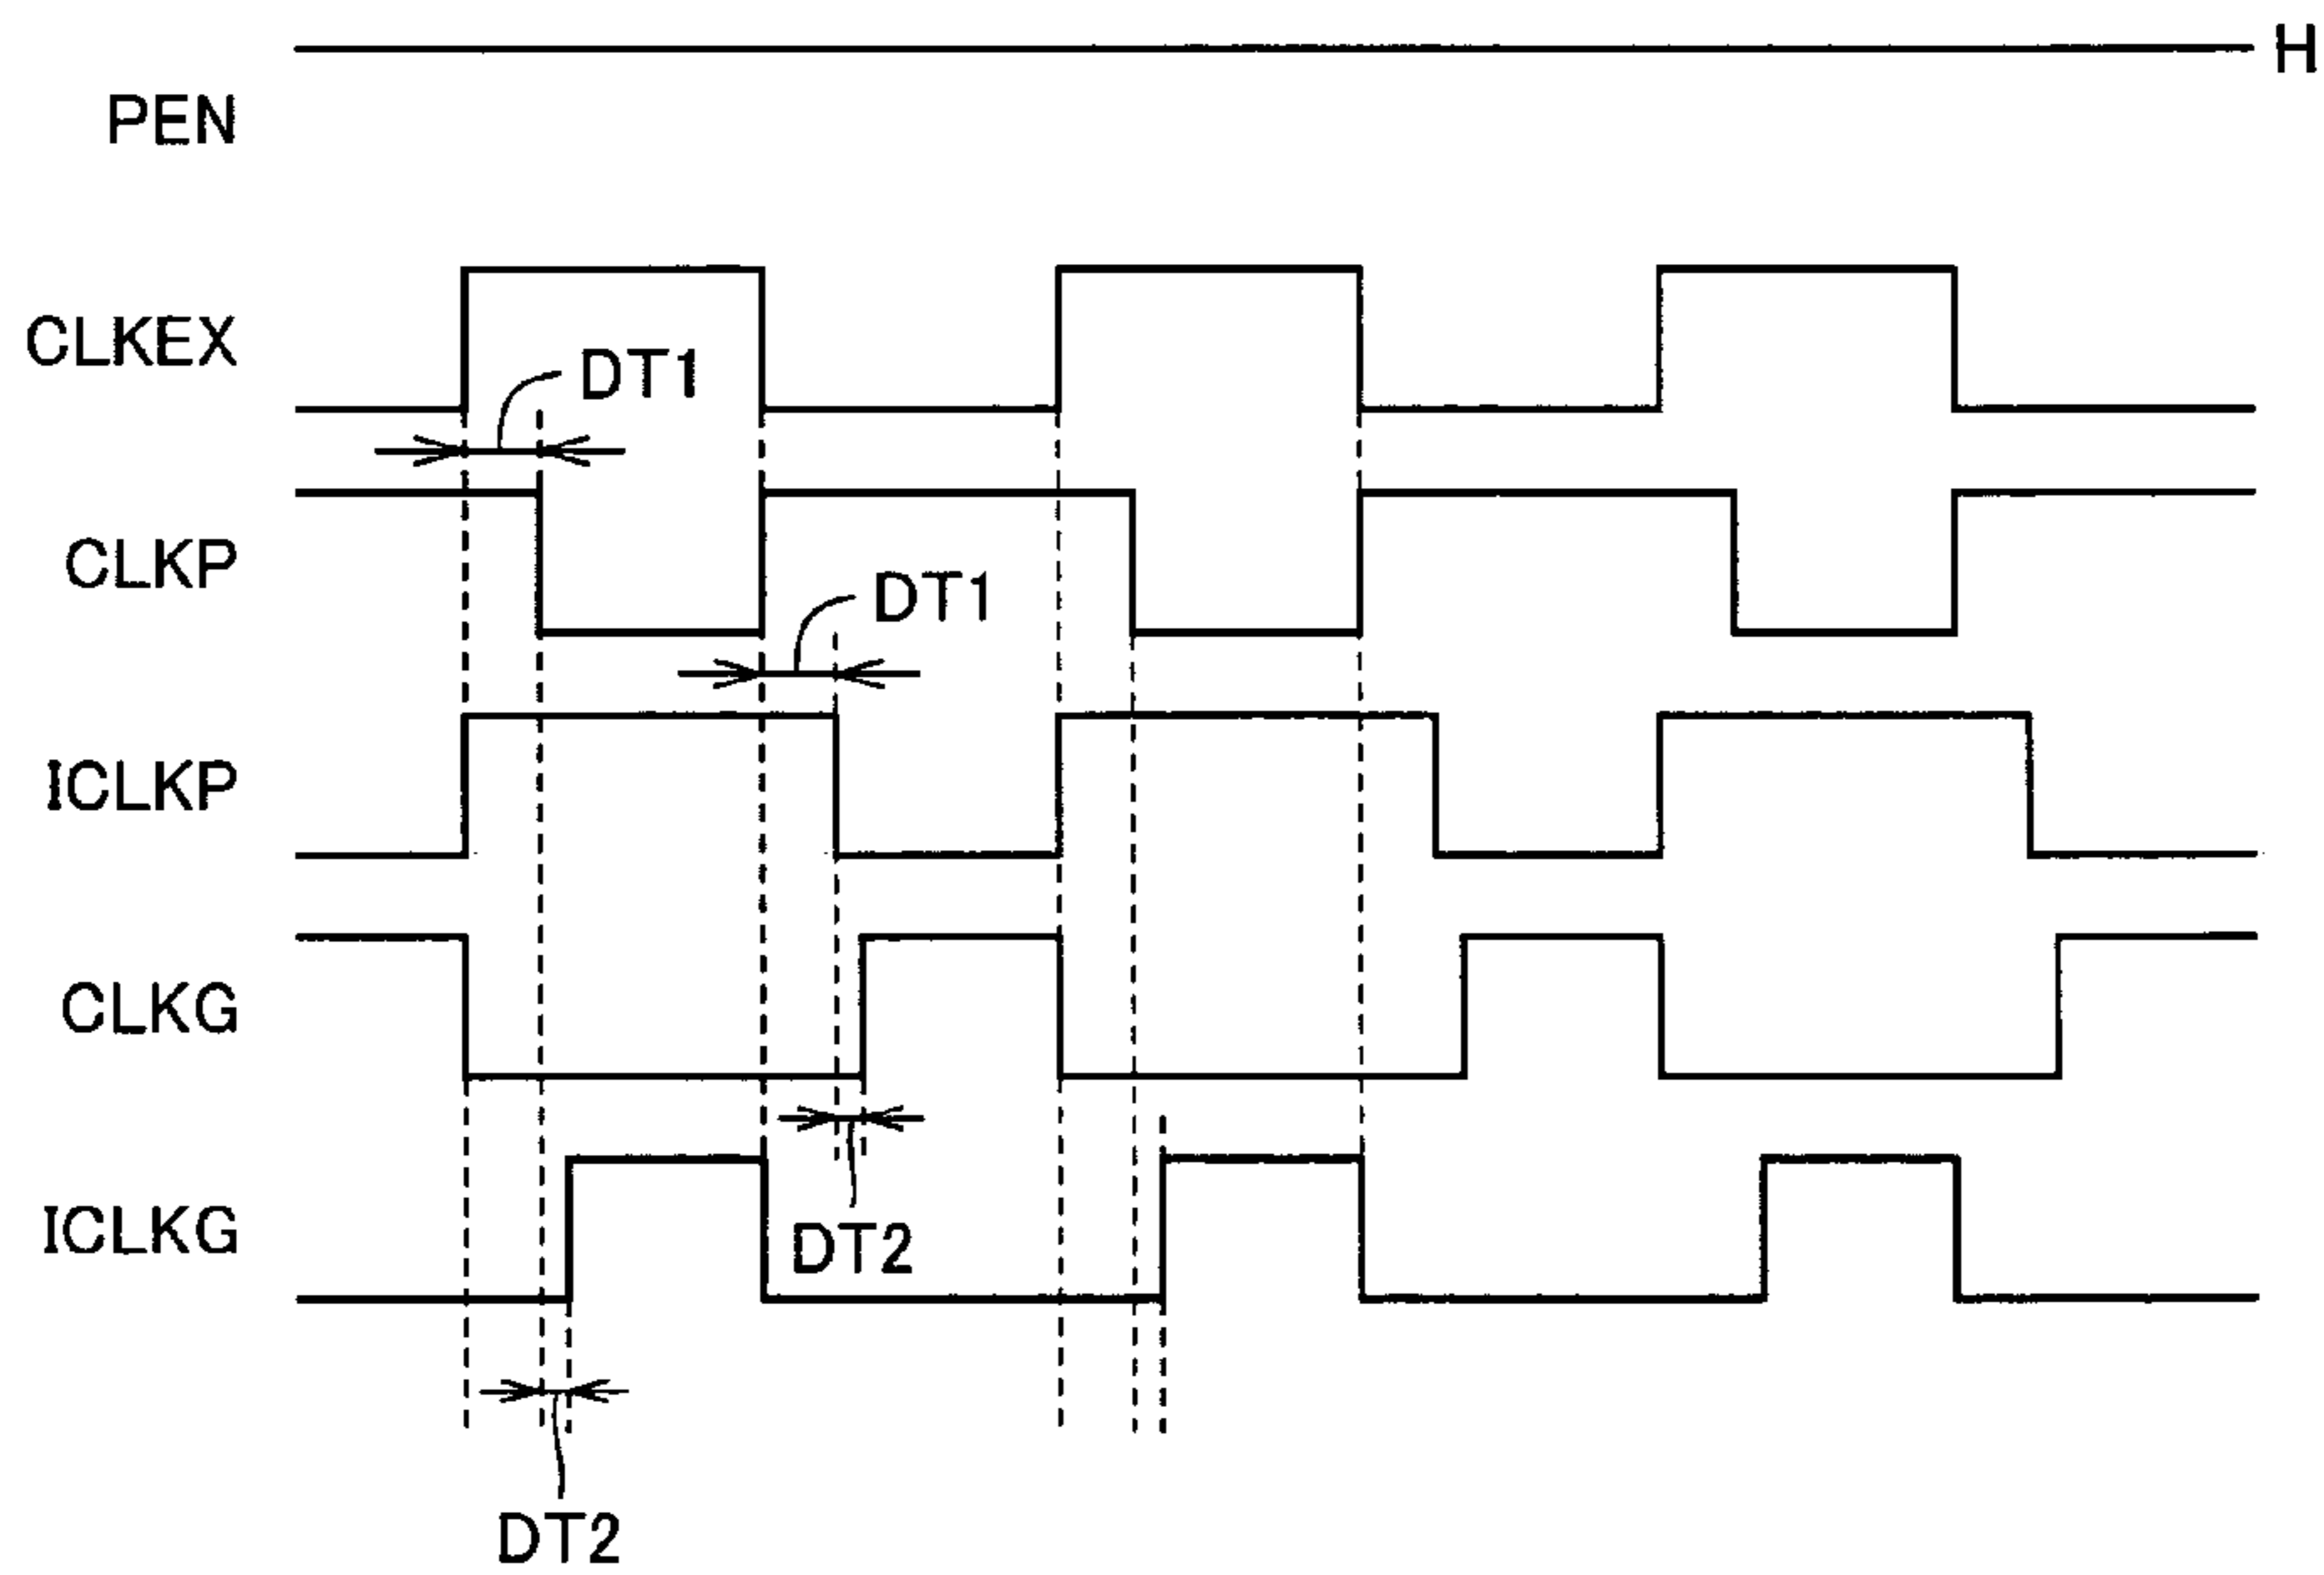 H
PEN
CLKEX
DT1
CLKP
DT1
ICLKP
CLKG
ICLKG
DT2
DT2